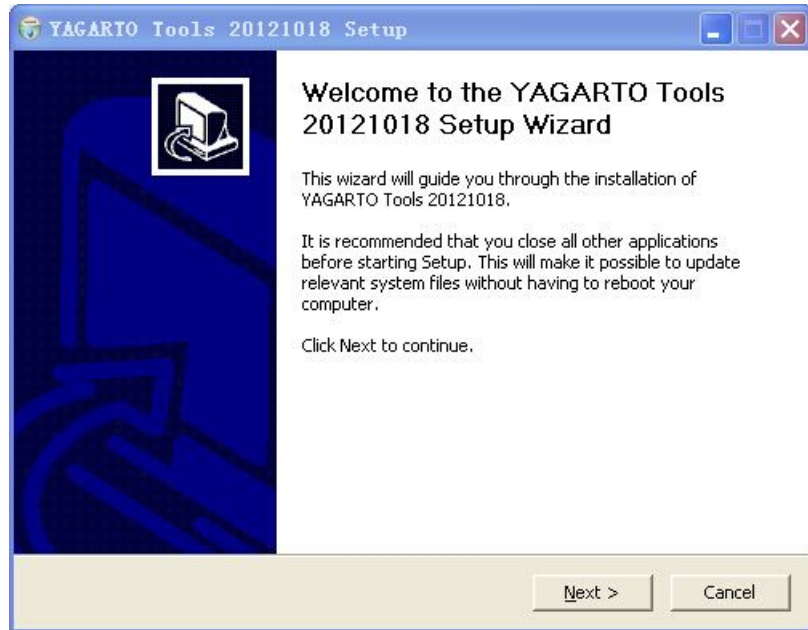 YAGARTO Tools 20121018 Setup
Welcome to the YAGARTO Tools
20121018 Setup Wizard
This wizard will guide you through the installation of
YAGARTO Tools 20121018.
It is recommended that you close all other applications
before starting Setup. This will make it possible to update
relevant system files without having to reboot your
computer.
Click Next to continue.
Next >
Cancel